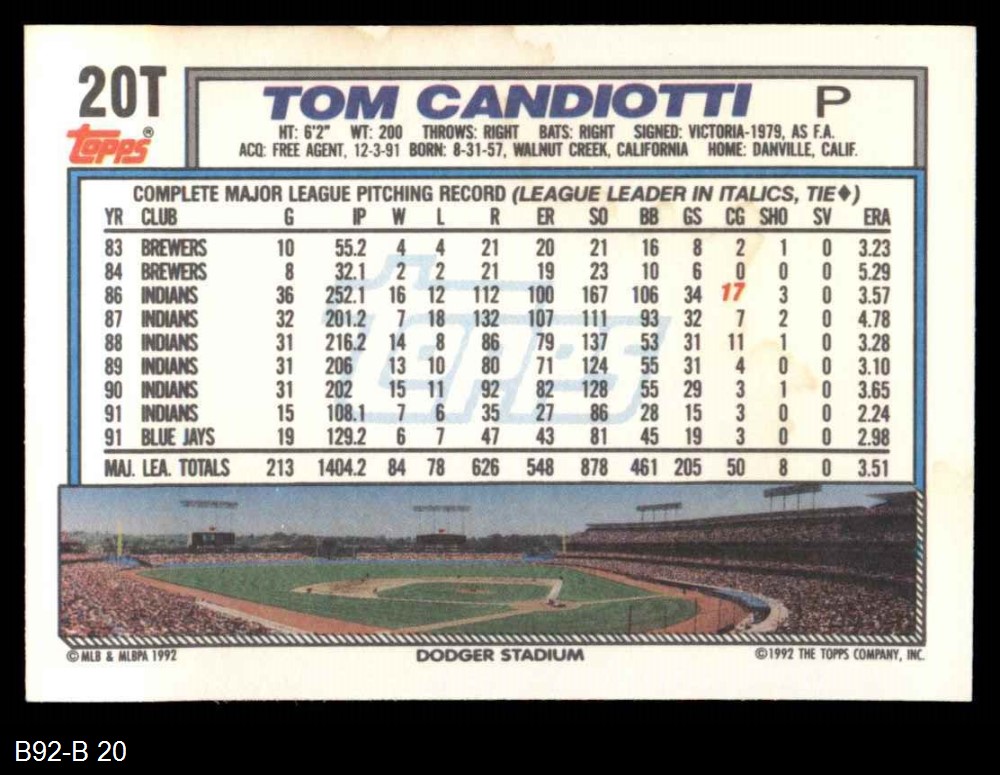 20T
Topps®
TOM CANDIOTTI P
HT: 6'2" WT: 200 THROWS: RIGHT BATS: RIGHT SIGNED: VICTORIA-1979, AS F.A.
ACQ: FREE AGENT, 12-3-91 BORN: 8-31-57, WALNUT CREEK, CALIFORNIA HOME: DANVILLE, CALIF.
COMPLETE MAJOR LEAGUE PITCHING RECORD (LEAGUE LEADER IN ITALICS, TIE♦)
YR CLUB G IP W L R ER SO BB GS CG SHO SV ERA
83 BREWERS 10 55.2 4 4 21 20 21 16 8 2 1 0 3.23
84 BREWERS 8 32.1 2 2 21 19 23 10 6 0 0 0 5.29
86 INDIANS 36 252.1 16 12 112 100 167 106 34 17 3 0 3.57
87 INDIANS 32 201.2 7 18 132 107 111 93 32 7 2 0 4.78
88 INDIANS 31 216.2 14 8 86 79 137 53 31 11 1 0 3.28
89 INDIANS 31 206 13 10 80 71 124 55 31 4 0 0 3.10
90 INDIANS 31 202 15 11 92 82 128 55 29 3 1 0 3.65
91 INDIANS 15 108.1 7 6 35 27 86 28 15 3 0 0 2.24
91 BLUE JAYS 19 129.2 6 7 47 43 81 45 19 3 0 0 2.98
MAJ. LEA. TOTALS 213 1404.2 84 78 626 548 878 461 205 50 8 0 3.51
Topps
© MLB & MLBPA 1992 DODGER STADIUM ©1992 THE TOPPS COMPANY, INC.
B92-B 20